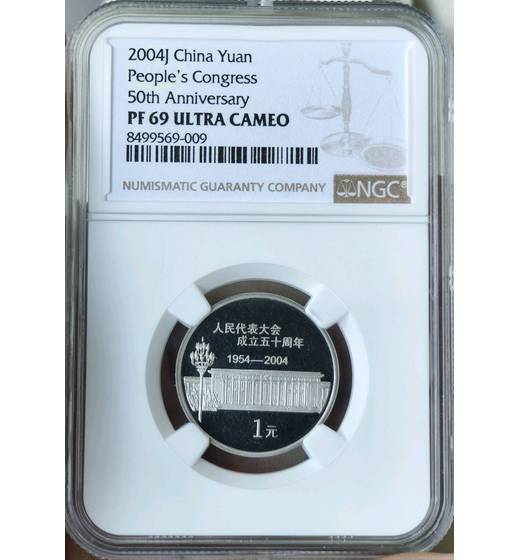 2004J China Yuan
People's Congress
50th Anniversary
PF 69 ULTRA CAMEO
8499569-009
NUMISMATIC GUARANTY COMPANY
NGC®
人民代表大会
成立五十周年
1954—2004
1元